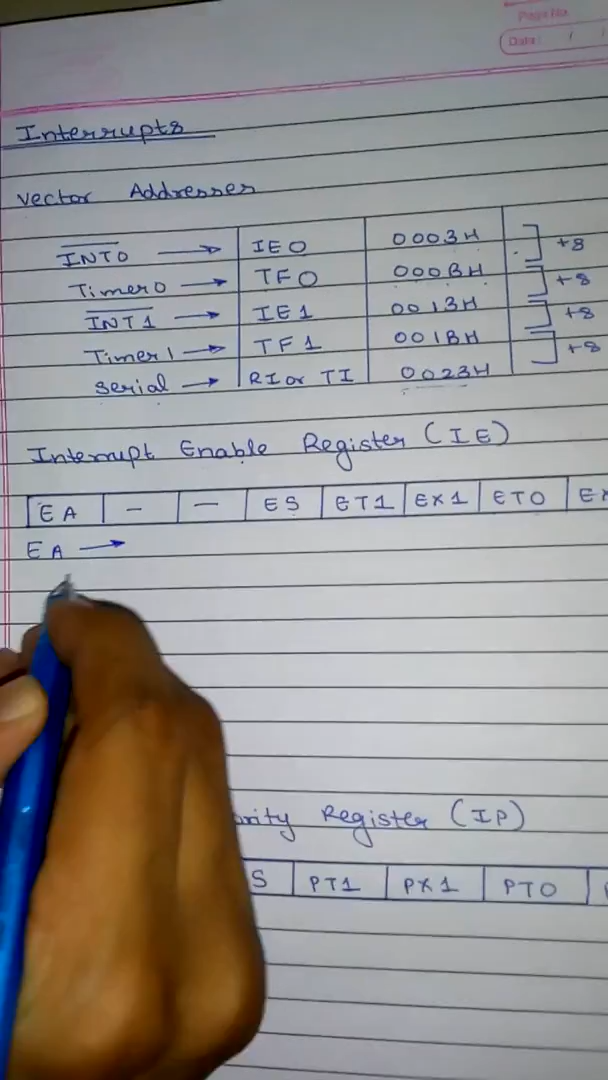 Page No.
Date: / /
Interrupts
Vector Addresses
INT0 → IE0 0003H +8
Timer0 → TF0 000BH +8
INT1 → IE1 0013H +8
Timer1 → TF1 001BH +8
Serial → RI or TI 0023H
Interrupt Enable Register (IE)
EA - - ES ET1 EX1 ET0 EX
EA →
ority Register (IP)
S PT1 PX1 PT0 P